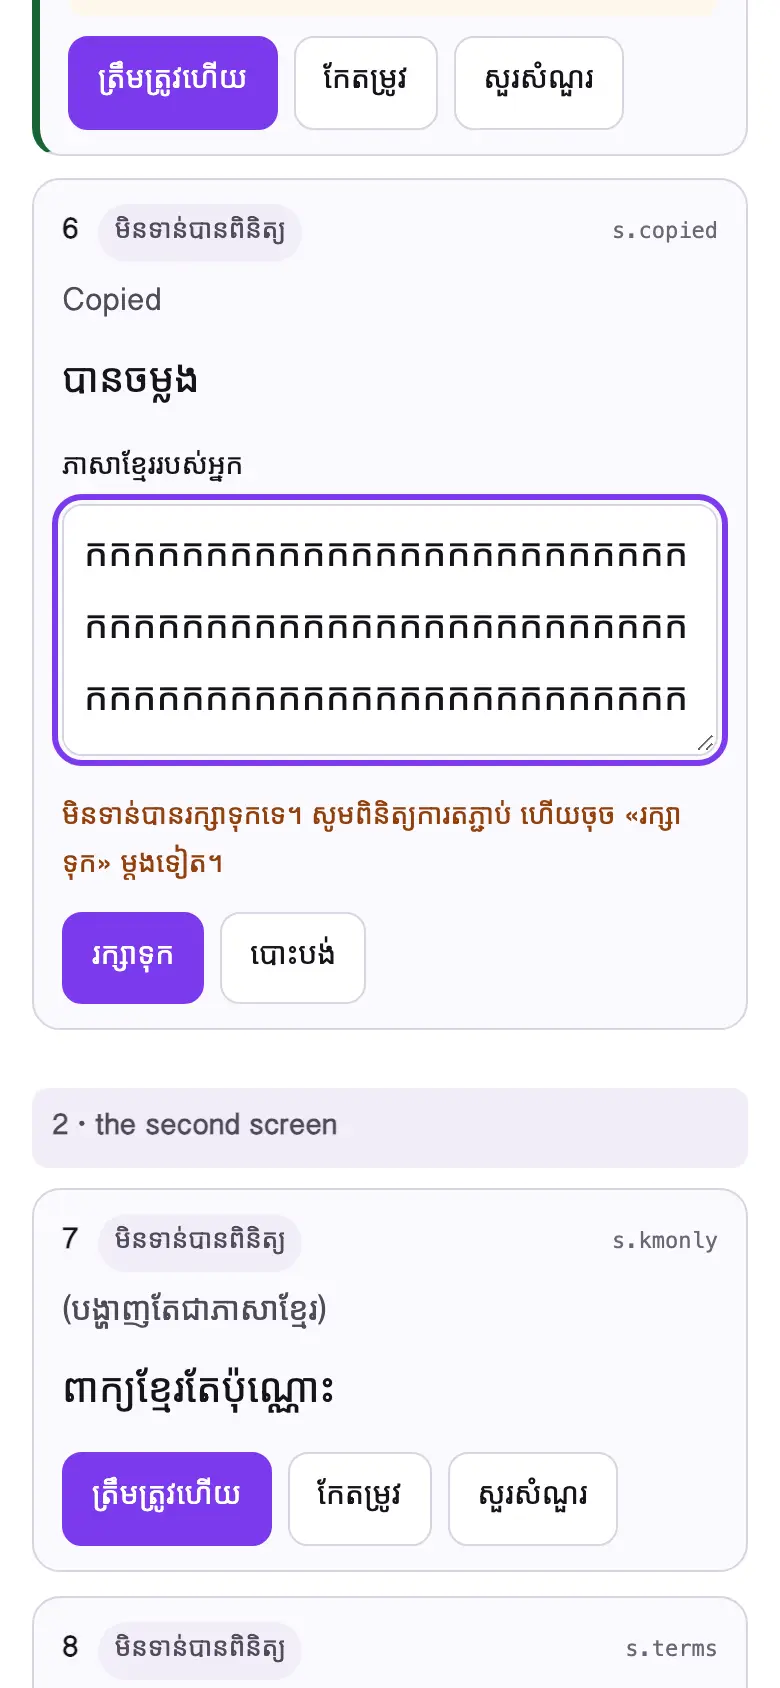 ត្រឹមត្រូវហើយ កែតម្រូវ សួរសំណួរ
6 មិនទាន់បានពិនិត្យ s.copied
Copied
បានចម្លង
ភាសាខ្មែររបស់អ្នក
កកកកកកកកកកកកកកកកកកកកកកកកក
កកកកកកកកកកកកកកកកកកកកកកកកក
កកកកកកកកកកកកកកកកកកកកកកកកក
មិនទាន់បានរក្សាទុកទេ។ សូមពិនិត្យការតភ្ជាប់ ហើយចុច «រក្សា
ទុក» ម្តងទៀត។
រក្សាទុក បោះបង់
2 · the second screen
7 មិនទាន់បានពិនិត្យ s.kmonly
(បង្ហាញតែជាភាសាខ្មែរ)
ពាក្យខ្មែរតែប៉ុណ្ណោះ
ត្រឹមត្រូវហើយ កែតម្រូវ សួរសំណួរ
8 មិនទាន់បានពិនិត្យ s.terms